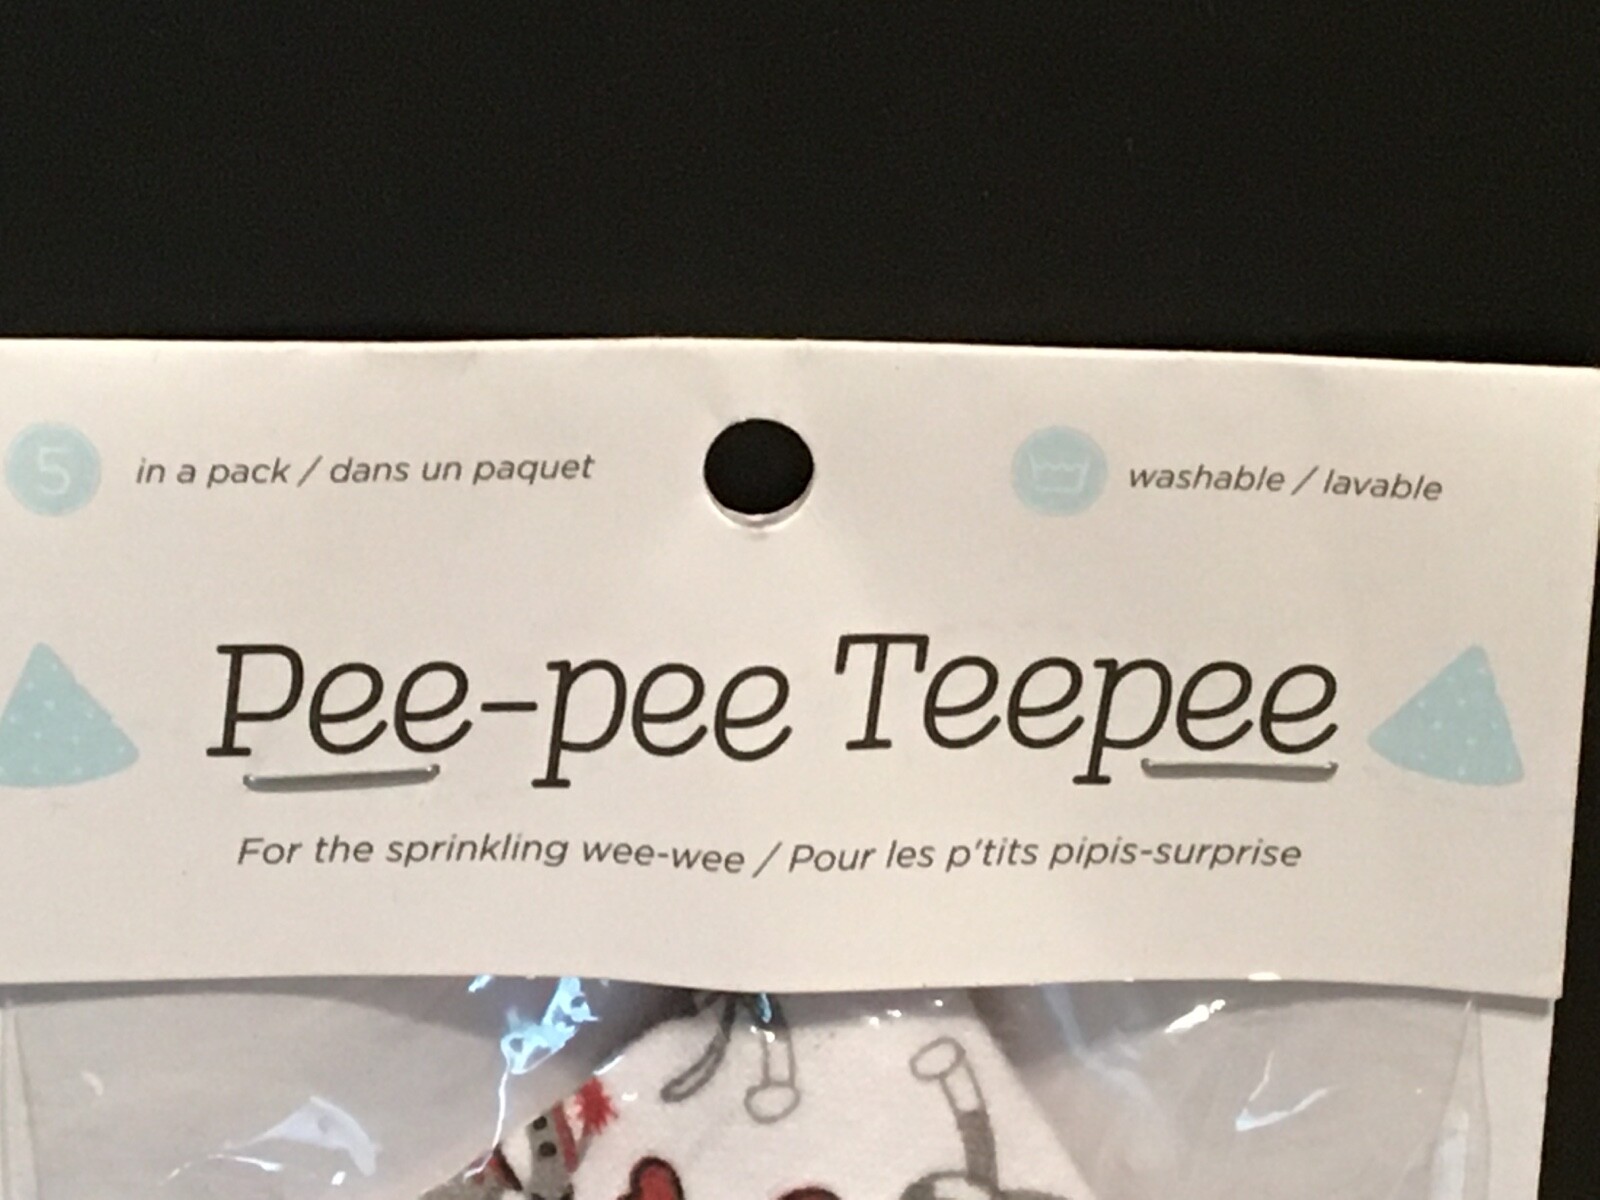 5 in a pack / dans un paquet
washable / lavable
Pee-pee Teepee
For the sprinkling wee-wee / Pour les p'tits pipis-surprise